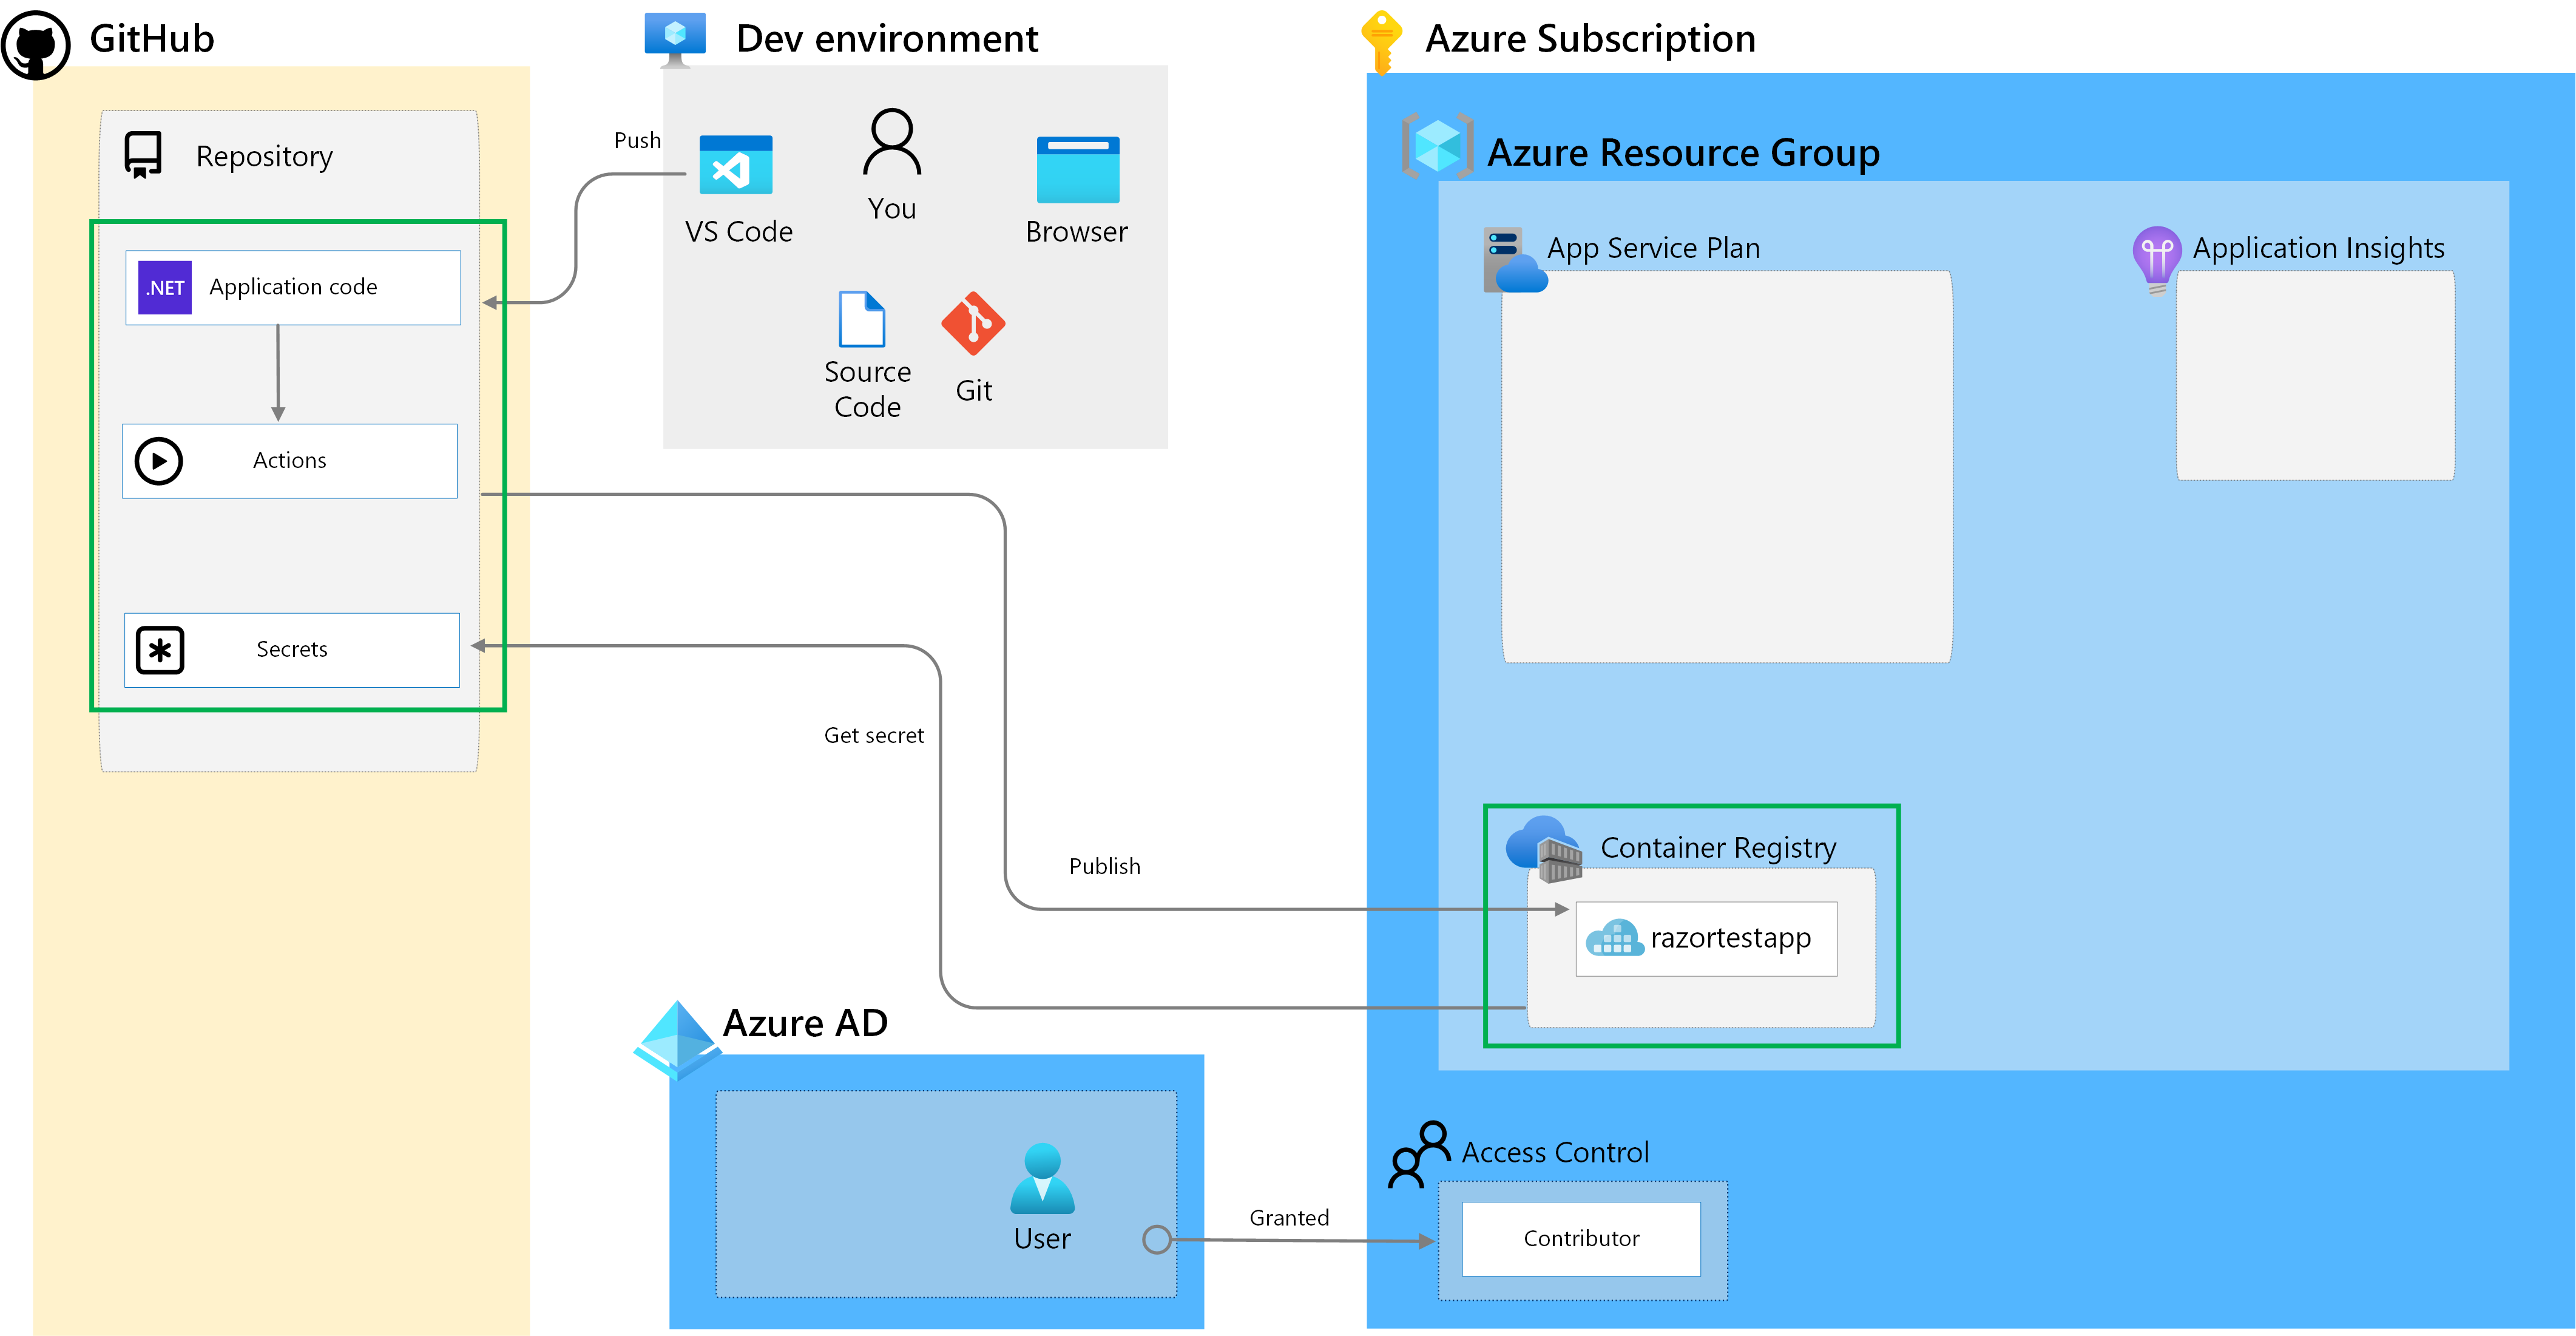 GitHub
Dev environment
Azure Subscription
Repository
Push
VS Code
You
Browser
Azure Resource Group
.NET
Application code
Source
Code
Git
App Service Plan
Application Insights
Actions
Secrets
Get secret
Publish
Container Registry
razortestapp
Azure AD
User
Granted
Access Control
Contributor